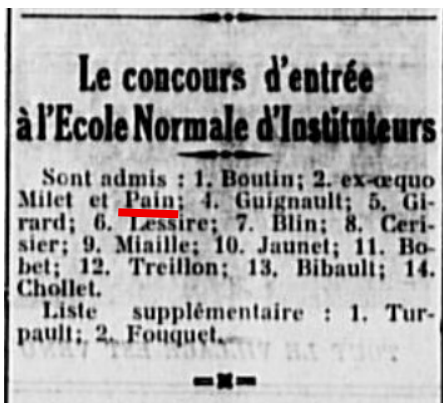 Le concours d'entrée
à l'Ecole Normale d'Instituteurs
Sont admis : 1. Boutin; 2. ex-æquo
Milet et Pain; 4. Guignault; 5. Gi-
rard; 6. Lessire; 7. Blin; 8. Ceri-
sier; 9. Miaille; 10. Jaunet; 11. Bo-
bet; 12. Treillon; 13. Bibault; 14.
Chollet.
Liste supplémentaire : 1. Tur-
pault; 2. Fouquet.